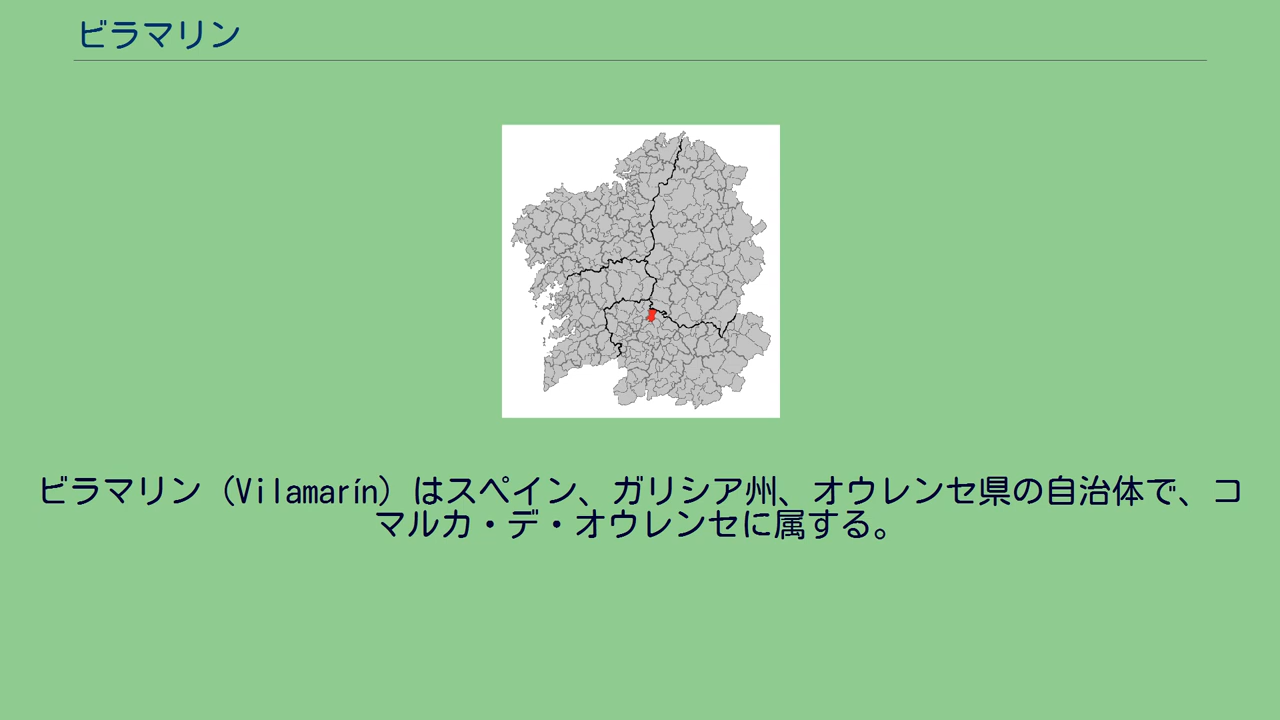 ビラマリン
ビラマリン（Vilamarín）はスペイン、ガリシア州、オウレンセ県の自治体で、コ
マルカ・デ・オウレンセに属する。